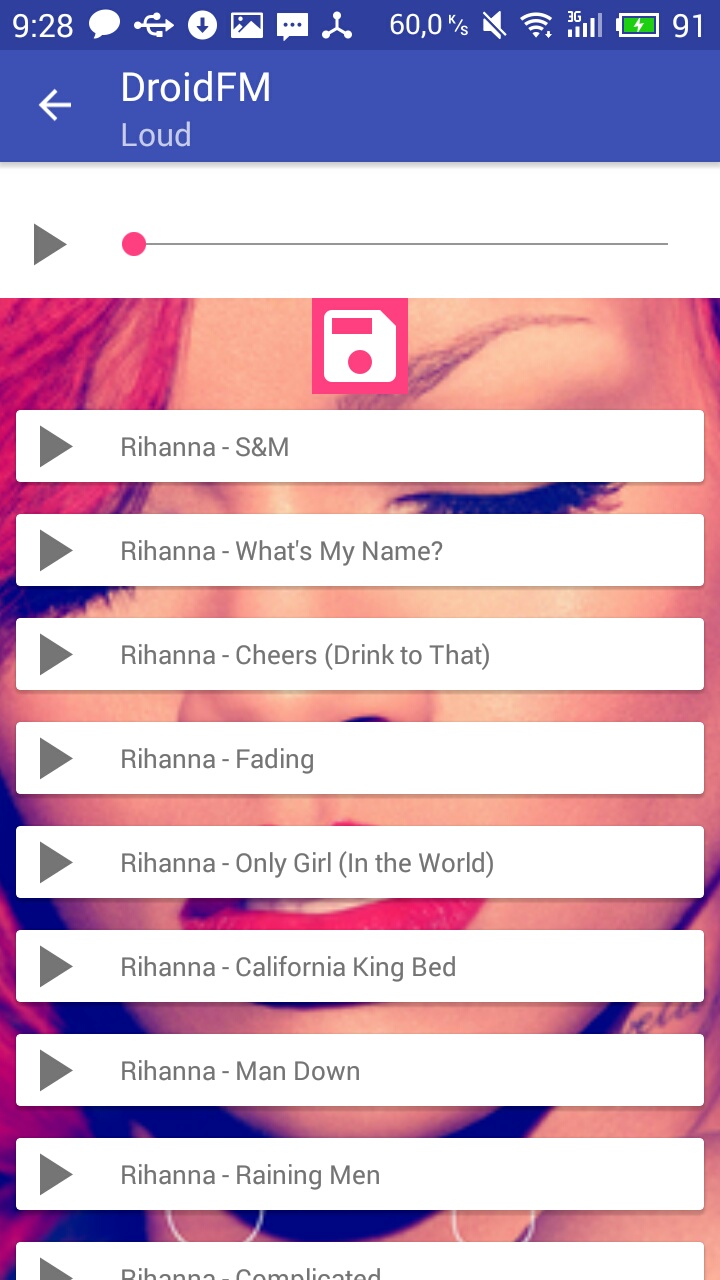 9:28 60,0 K/s 3G 91
DroidFM
Loud
Rihanna - S&M
Rihanna - What's My Name?
Rihanna - Cheers (Drink to That)
Rihanna - Fading
Rihanna - Only Girl (In the World)
Rihanna - California King Bed
Rihanna - Man Down
Rihanna - Raining Men
Rihanna - Complicated